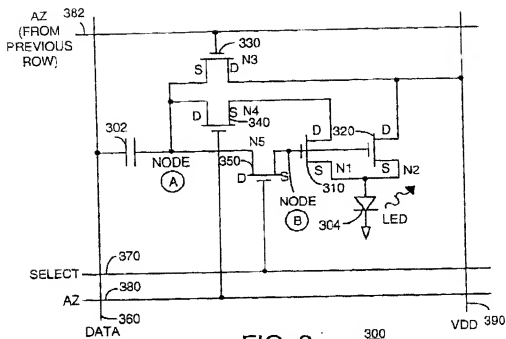 AZ 382
(FROM
PREVIOUS
ROW)
330
S D N3
302
D S N4
340
320
D D
N5
350
NODE
A
D S
S N1
310
S N2
NODE
B
304
LED
SELECT 370
AZ 380
360
DATA
VDD 390
300